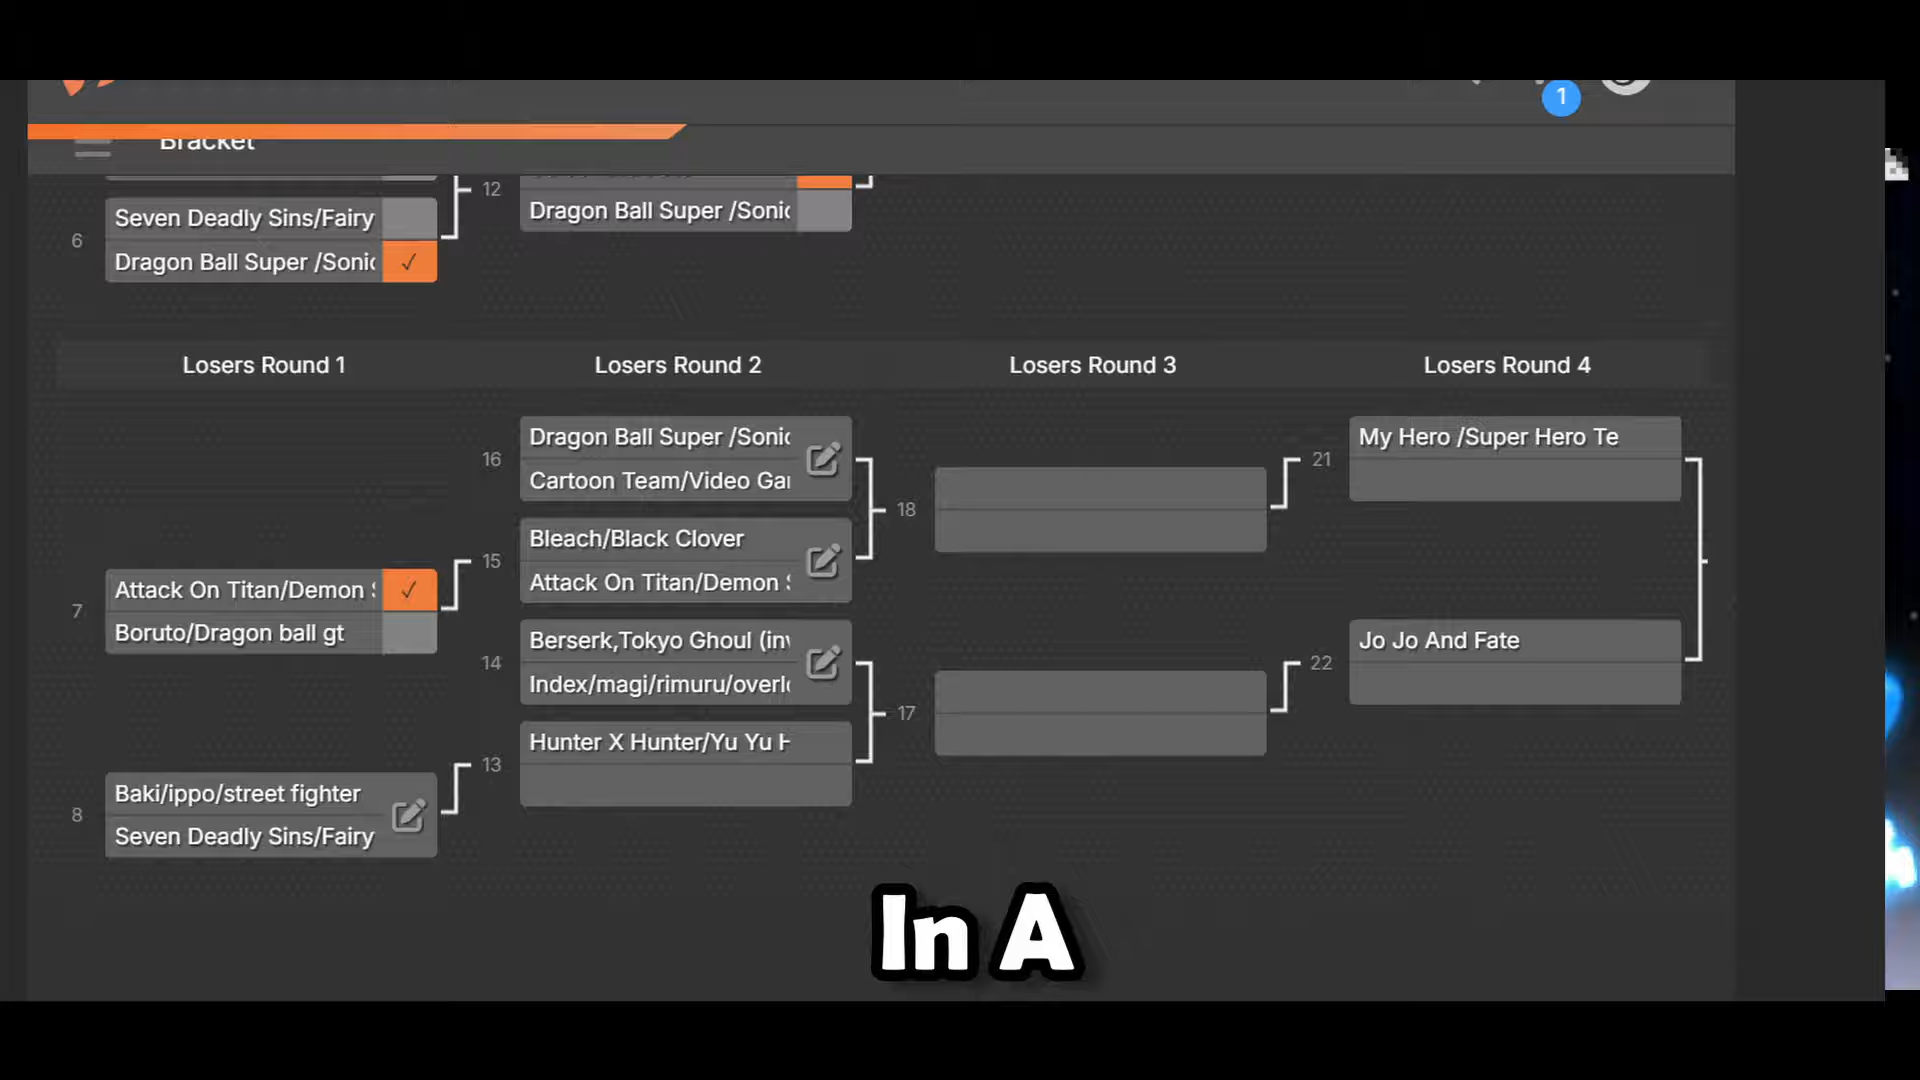 1
Bracket
12
Dragon Ball Super /Sonic
Seven Deadly Sins/Fairy
6
Dragon Ball Super /Sonic
Losers Round 1
Losers Round 2
Losers Round 3
Losers Round 4
16
Dragon Ball Super /Sonic
Cartoon Team/Video Gar
15
Bleach/Black Clover
Attack On Titan/Demon S
18
21
My Hero /Super Hero Te
7
Attack On Titan/Demon S
Boruto/Dragon ball gt
14
Berserk,Tokyo Ghoul (inv
Index/magi/rimuru/overlo
17
22
Jo Jo And Fate
13
Hunter X Hunter/Yu Yu H
8
Baki/ippo/street fighter
Seven Deadly Sins/Fairy
In A